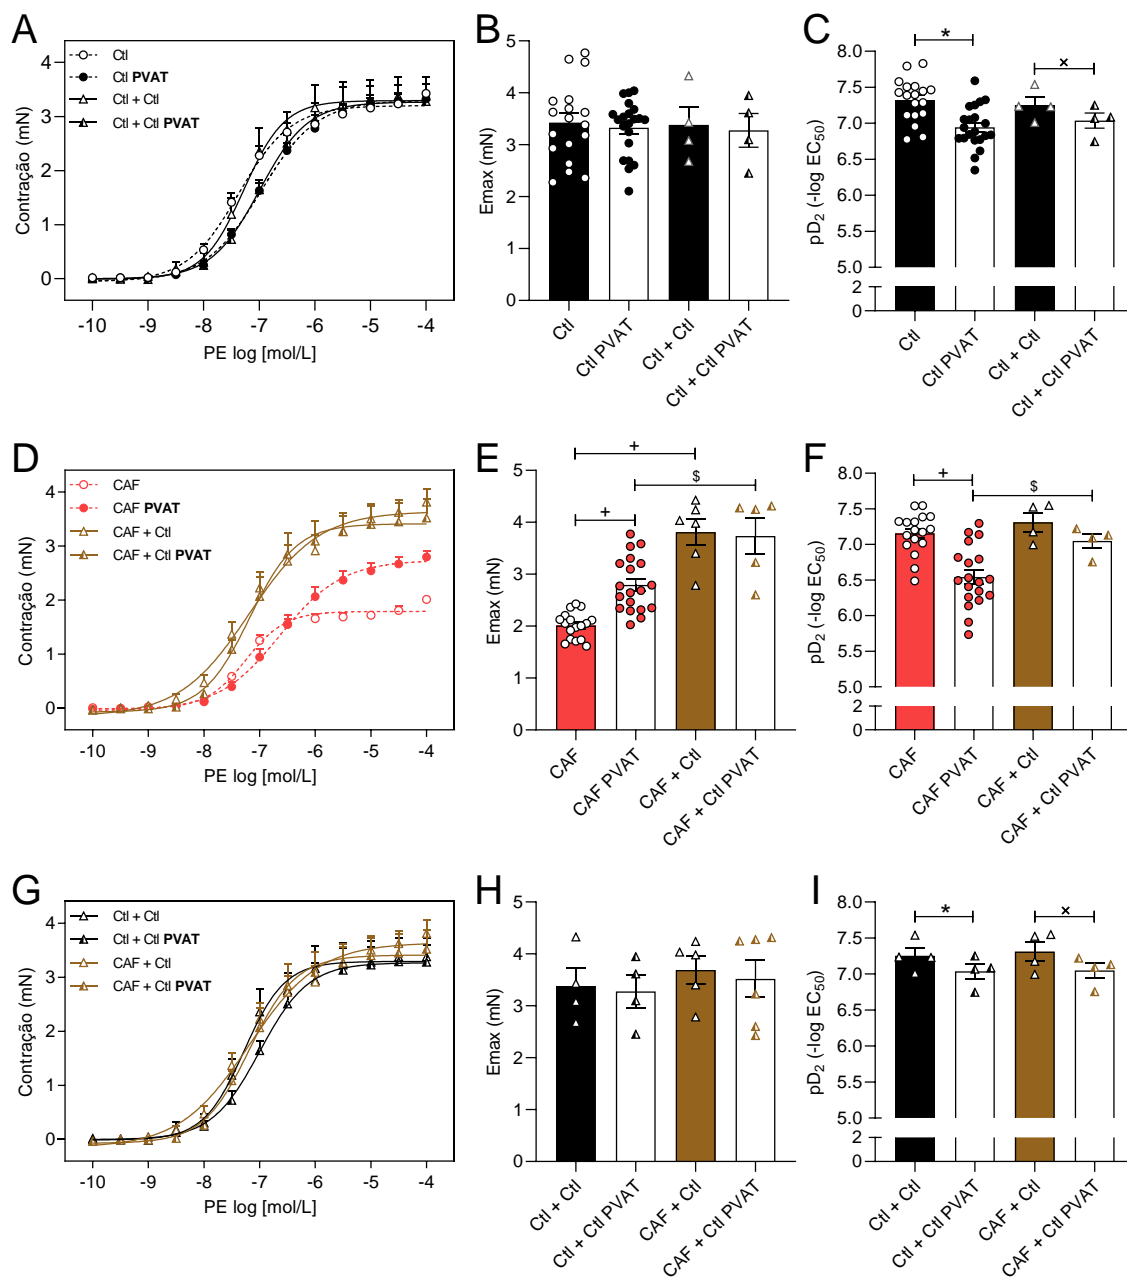 A
Ctl
Ctl PVAT
Ctl + Ctl
Ctl + Ctl PVAT
Contração (mN)
4
3
2
1
0
-10
-9
-8
-7
-6
-5
-4
PE log [mol/L]
B
Emax (mN)
5
4
3
2
1
0
Ctl
Ctl PVAT
Ctl + Ctl
Ctl + Ctl PVAT
C
pD2 (-log EC50)
8.0
7.5
7.0
6.5
6.0
5.5
5.0
2
0
*
×
Ctl
Ctl PVAT
Ctl + Ctl
Ctl + Ctl PVAT
D
CAF
CAF PVAT
CAF + Ctl
CAF + Ctl PVAT
Contração (mN)
4
3
2
1
0
-10
-9
-8
-7
-6
-5
-4
PE log [mol/L]
E
Emax (mN)
5
4
3
2
1
0
+
$
+
CAF
CAF PVAT
CAF + Ctl
CAF + Ctl PVAT
F
pD2 (-log EC50)
8.0
7.5
7.0
6.5
6.0
5.5
5.0
2
0
+
$
CAF
CAF PVAT
CAF + Ctl
CAF + Ctl PVAT
G
Ctl + Ctl
Ctl + Ctl PVAT
CAF + Ctl
CAF + Ctl PVAT
Contração (mN)
4
3
2
1
0
-10
-9
-8
-7
-6
-5
-4
PE log [mol/L]
H
Emax (mN)
5
4
3
2
1
0
Ctl + Ctl
Ctl + Ctl PVAT
CAF + Ctl
CAF + Ctl PVAT
I
pD2 (-log EC50)
8.0
7.5
7.0
6.5
6.0
5.5
5.0
2
0
*
×
Ctl + Ctl
Ctl + Ctl PVAT
CAF + Ctl
CAF + Ctl PVAT